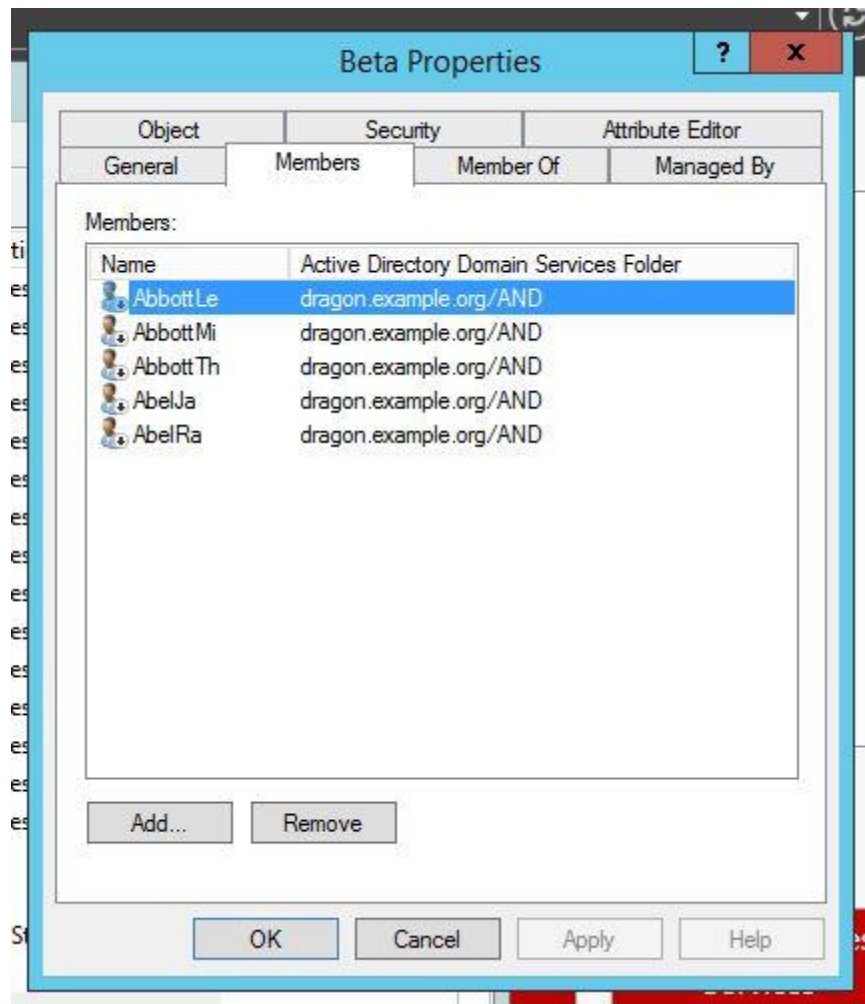 Beta Properties
?
x
Object Security Attribute Editor
General Members Member Of Managed By
Members:
Name Active Directory Domain Services Folder
AbbottLe dragon.example.org/AND
AbbottMi dragon.example.org/AND
AbbottTh dragon.example.org/AND
AbelJa dragon.example.org/AND
AbelRa dragon.example.org/AND
Add... Remove
OK Cancel Apply Help